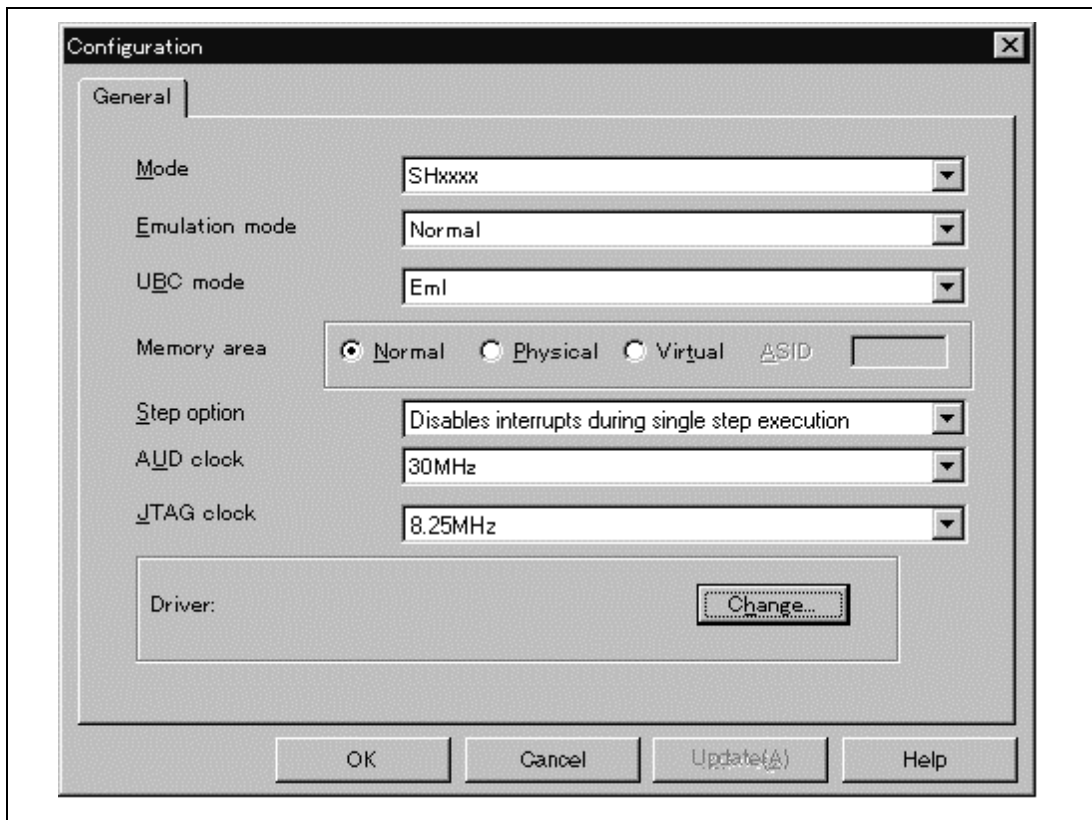 Configuration
General
Mode SHxxxx
Emulation mode Normal
UBC mode Eml
Memory area Normal Physical Virtual ASID
Step option Disables interrupts during single step execution
AUD clock 30MHz
JTAG clock 8.25MHz
Driver: Change...
OK Cancel Update(A) Help